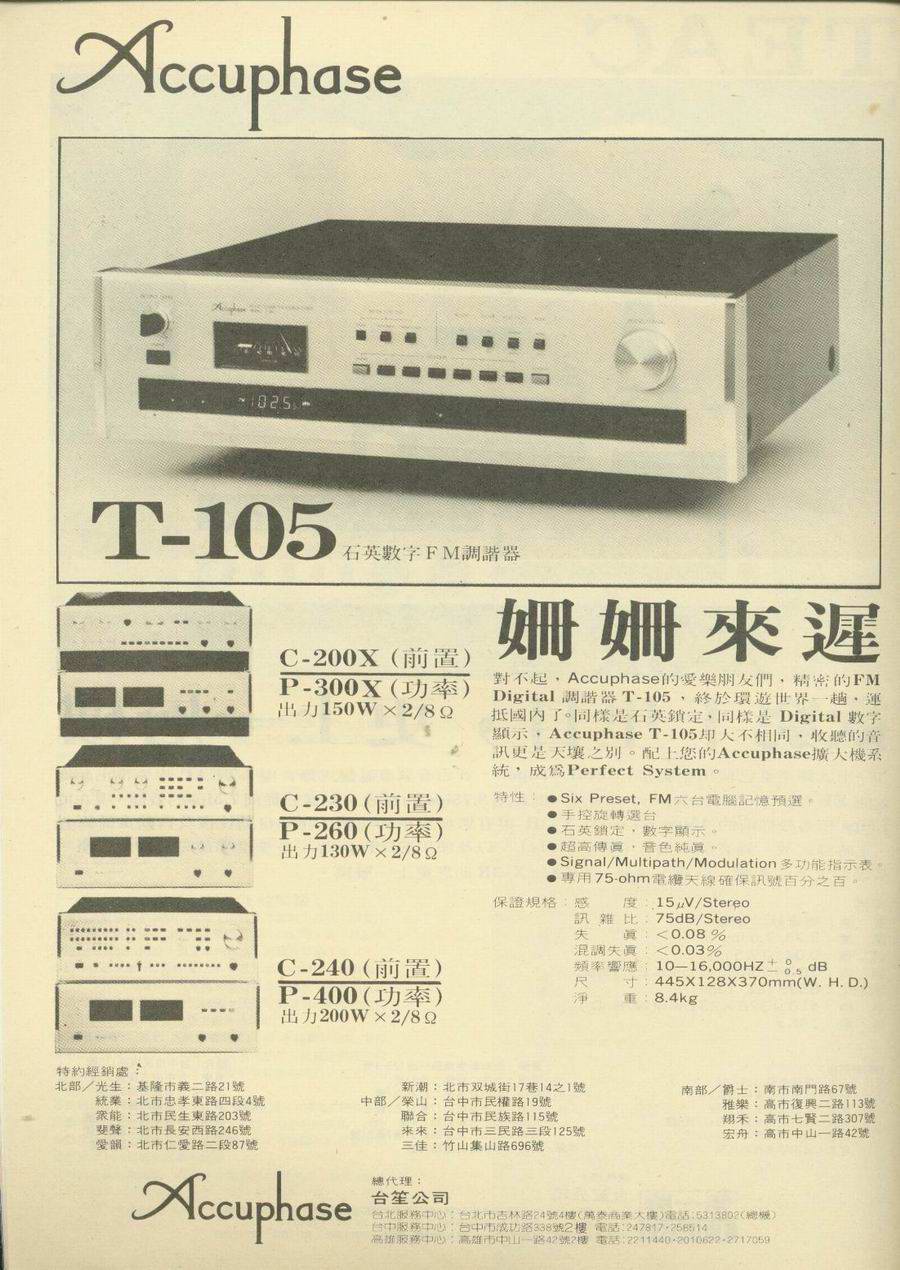 Accuphase
Accuphase
102.5
T-105 石英數字FM調諧器
姍姍來遲
對不起，Accuphase的愛樂朋友們，精密的FM
Digital 調諧器 T-105 ，終於環遊世界一趟，運
抵國內了。同樣是石英鎖定，同樣是 Digital 數字
顯示，Accuphase T-105却大不相同，收聽的音
訊更是天壤之別。配上您的Accuphase擴大機系
統，成爲Perfect System。
C-200X (前置)
P-300X (功率)
出力150W×2/8Ω
C-230 (前置)
P-260 (功率)
出力130W×2/8Ω
C-240 (前置)
P-400 (功率)
出力200W×2/8Ω
特性：●Six Preset, FM六台電腦記憶預選。
●手控旋轉選台
●石英鎖定，數字顯示。
●超高傳眞，音色純眞。
●Signal/Multipath/Modulation 多功能指示表。
●專用75-ohm電纜天線確保訊號百分之百。
保證規格：感度：15μV/Stereo
訊雜比：75dB/Stereo
失眞：<0.08%
混調失眞：<0.03%
頻率響應：10—16,000HZ +0 -0.5 dB
尺寸：445X128X370mm(W. H. D.)
淨重：8.4kg
特約經銷處：
北部／光生：基隆市義二路21號
統業：北市忠孝東路四段4號
衆能：北市民生東路203號
斐聲：北市長安西路246號
愛韻：北市仁愛路二段87號
新潮：北市双城街17巷14之1號
中部／榮山：台中市民權路19號
聯合：台中市民族路115號
來來：台中市三民路三段125號
三佳：竹山集山路696號
南部／爵士：南市南門路67號
雅樂：高市復興二路113號
翔禾：高市七賢二路307號
宏舟：高市中山一路42號
Accuphase
總代理：
台笙公司
台北服務中心：台北市吉林路24號4樓(萬泰商業大樓)電話：5313802(總機)
台中服務中心：台中市成功路338號2樓 電話：247817·258514
高雄服務中心：高雄市中山一路42號2樓 電話：2211440·2010622·2717059